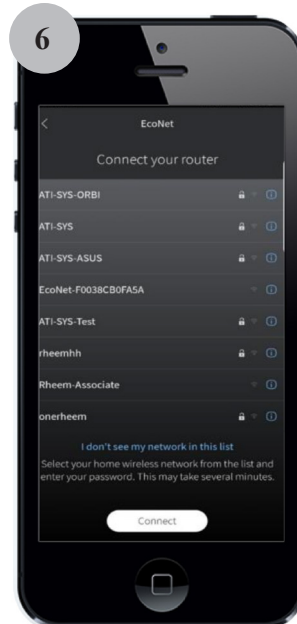 6
EcoNet
Connect your router
ATI-SYS-ORBI
ATI-SYS
ATI-SYS-ASUS
EcoNet-F0038CB0FA5A
ATI-SYS-Test
rheemhh
Rheem-Associate
onerheem
I don't see my network in this list
Select your home wireless network from the list and
enter your password. This may take several minutes.
Connect